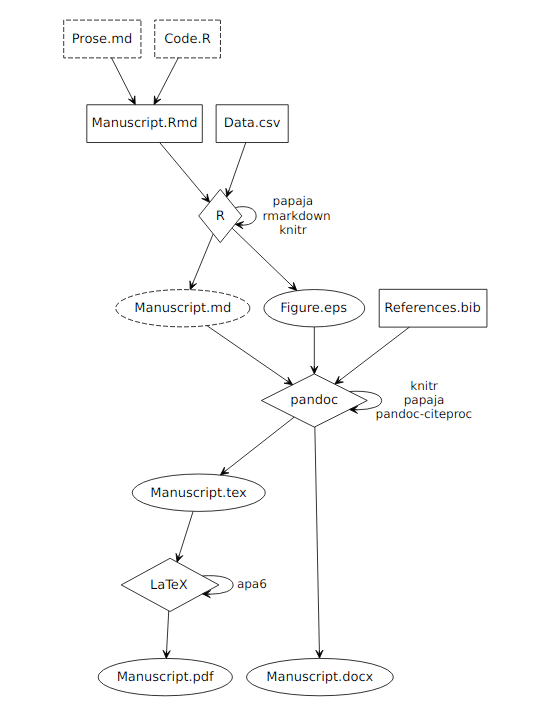 Prose.md
Code.R
Manuscript.Rmd
Data.csv
R
papaja
rmarkdown
knitr
Manuscript.md
Figure.eps
References.bib
pandoc
knitr
papaja
pandoc-citeproc
Manuscript.tex
LaTeX
apa6
Manuscript.pdf
Manuscript.docx